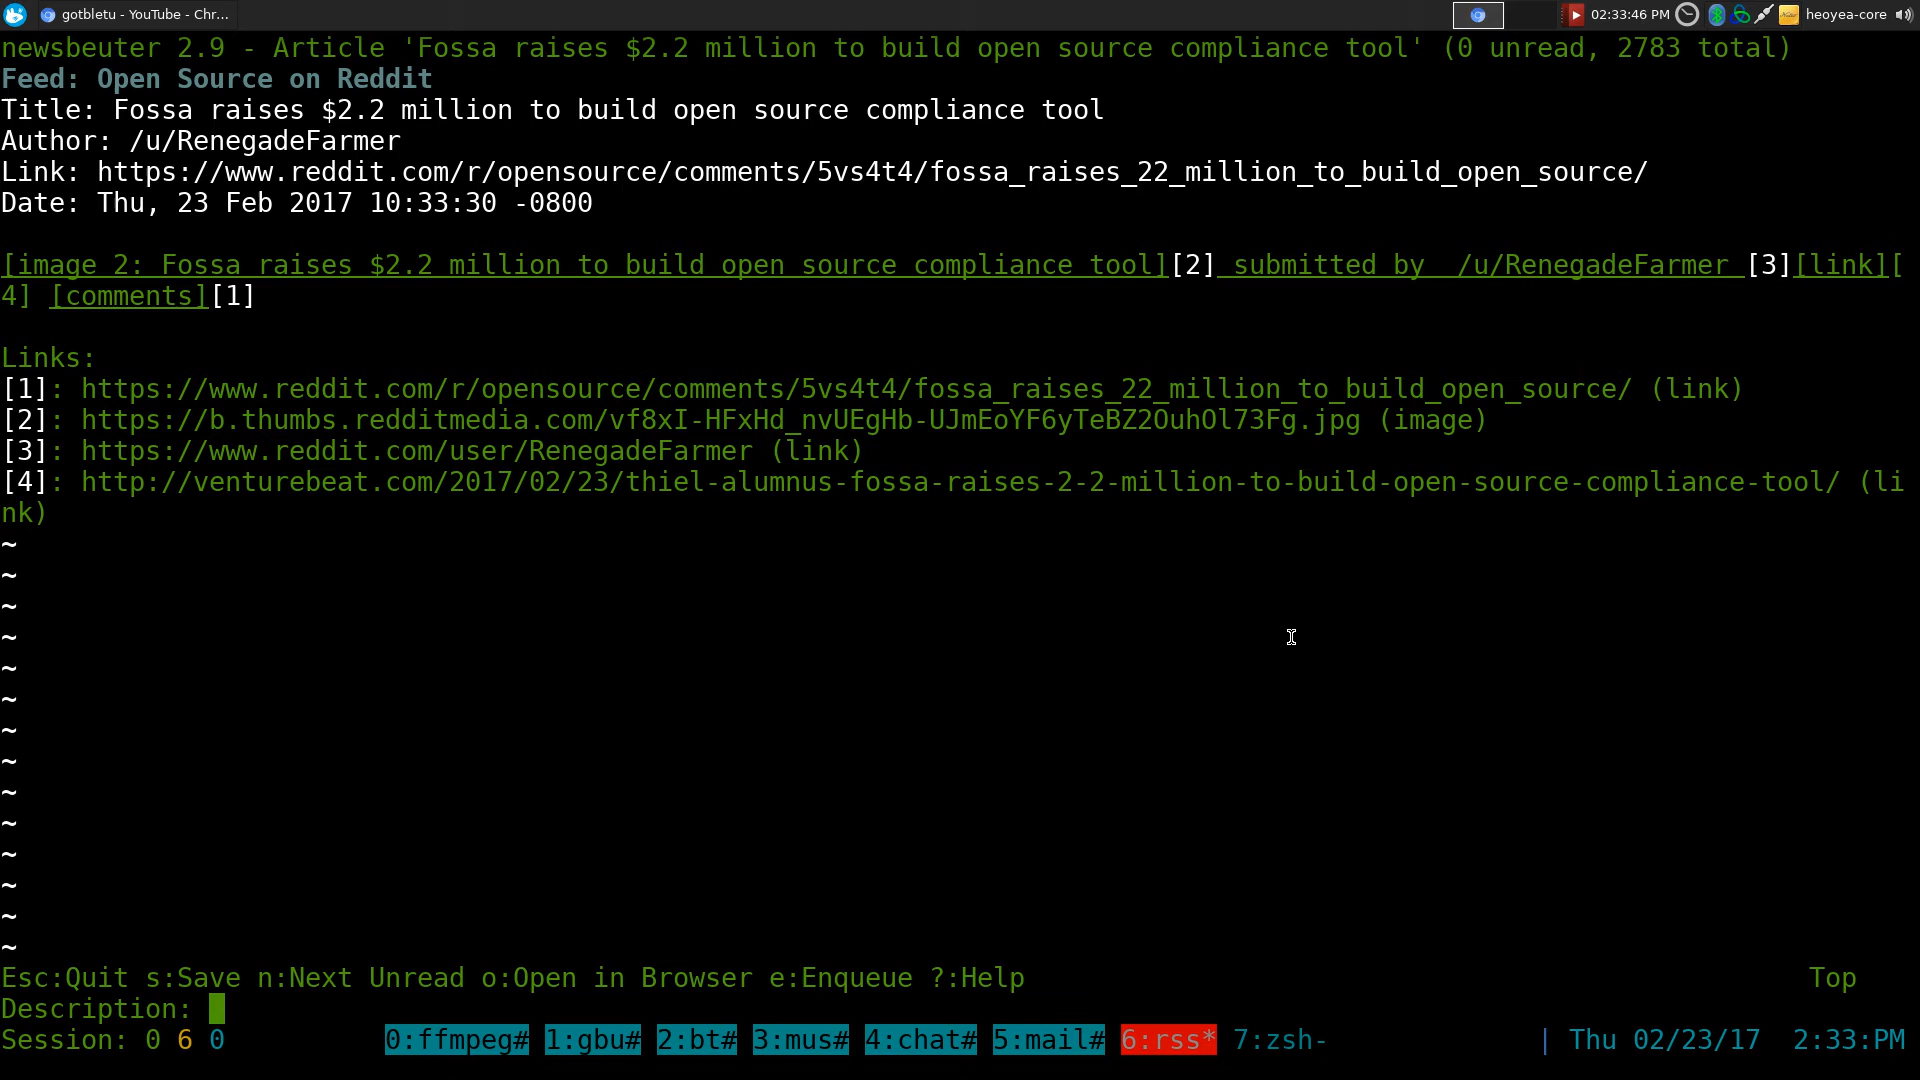 gotbletu - YouTube - Chr... 02:33:46 PM heoyea-core
newsbeuter 2.9 - Article 'Fossa raises $2.2 million to build open source compliance tool' (0 unread, 2783 total)
Feed: Open Source on Reddit
Title: Fossa raises $2.2 million to build open source compliance tool
Author: /u/RenegadeFarmer
Link: https://www.reddit.com/r/opensource/comments/5vs4t4/fossa_raises_22_million_to_build_open_source/
Date: Thu, 23 Feb 2017 10:33:30 -0800
[image 2: Fossa raises $2.2 million to build open source compliance tool][2] submitted by  /u/RenegadeFarmer [3][link][
4] [comments][1]
Links:
[1]: https://www.reddit.com/r/opensource/comments/5vs4t4/fossa_raises_22_million_to_build_open_source/ (link)
[2]: https://b.thumbs.redditmedia.com/vf8xI-HFxHd_nvUEgHb-UJmEoYF6yTeBZ2OuhOl73Fg.jpg (image)
[3]: https://www.reddit.com/user/RenegadeFarmer (link)
[4]: http://venturebeat.com/2017/02/23/thiel-alumnus-fossa-raises-2-2-million-to-build-open-source-compliance-tool/ (li
nk)
~
~
~
~
~
~
~
~
~
~
~
~
~
~
Esc:Quit s:Save n:Next Unread o:Open in Browser e:Enqueue ?:Help Top
Description:
Session: 0 6 0 0:ffmpeg# 1:gbu# 2:bt# 3:mus# 4:chat# 5:mail# 6:rss* 7:zsh- | Thu 02/23/17  2:33:PM